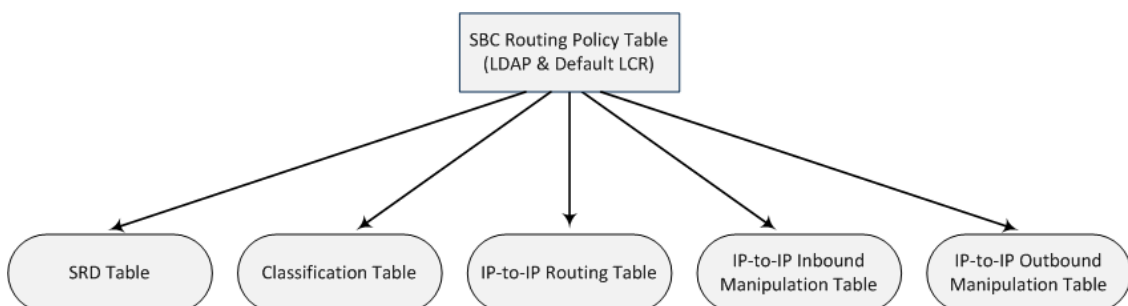 SBC Routing Policy Table
(LDAP & Default LCR)
SRD Table
Classification Table
IP-to-IP Routing Table
IP-to-IP Inbound
Manipulation Table
IP-to-IP Outbound
Manipulation Table